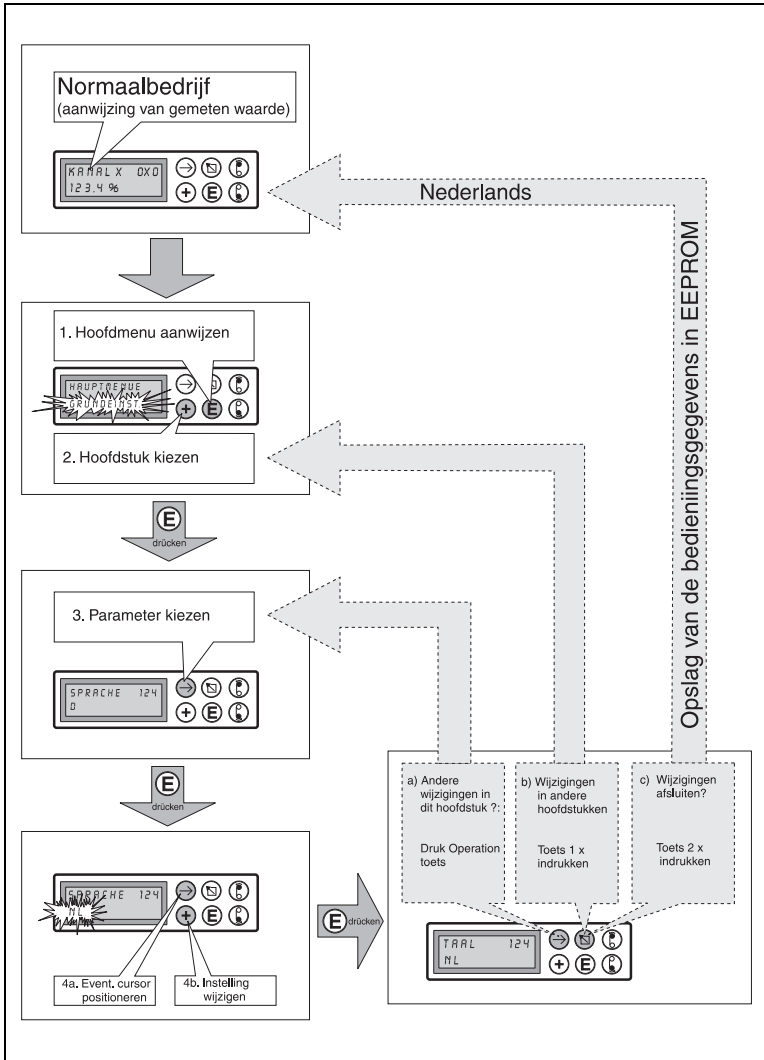 Normaalbedrijf
(aanwijzing van gemeten waarde)
KANAL X 0X0
123.4 %
E
Nederlands
Opslag van de bedieniingsgegevens in EEPROM
1. Hoofdmenu aanwijzen
HAUPTMENUE
GRUNDEINST.
E
2. Hoofdstuk kiezen
E
drücken
3. Parameter kiezen
SPRACHE 124
D
E
E
drücken
SPRACHE 124
NL
E
4a. Event. cursor
positioneren
4b. Instelling
wijzigen
E drücken
a) Andere
wijzigingen in
dit hoofdstuk ?:
Druk Operation
toets
b) Wijzigingen
in andere
hoofdstukken
Toets 1 x
indrukken
c) Wijzigingen
afsluiten?
Toets 2 x
indrukken
TAAL 124
NL
E